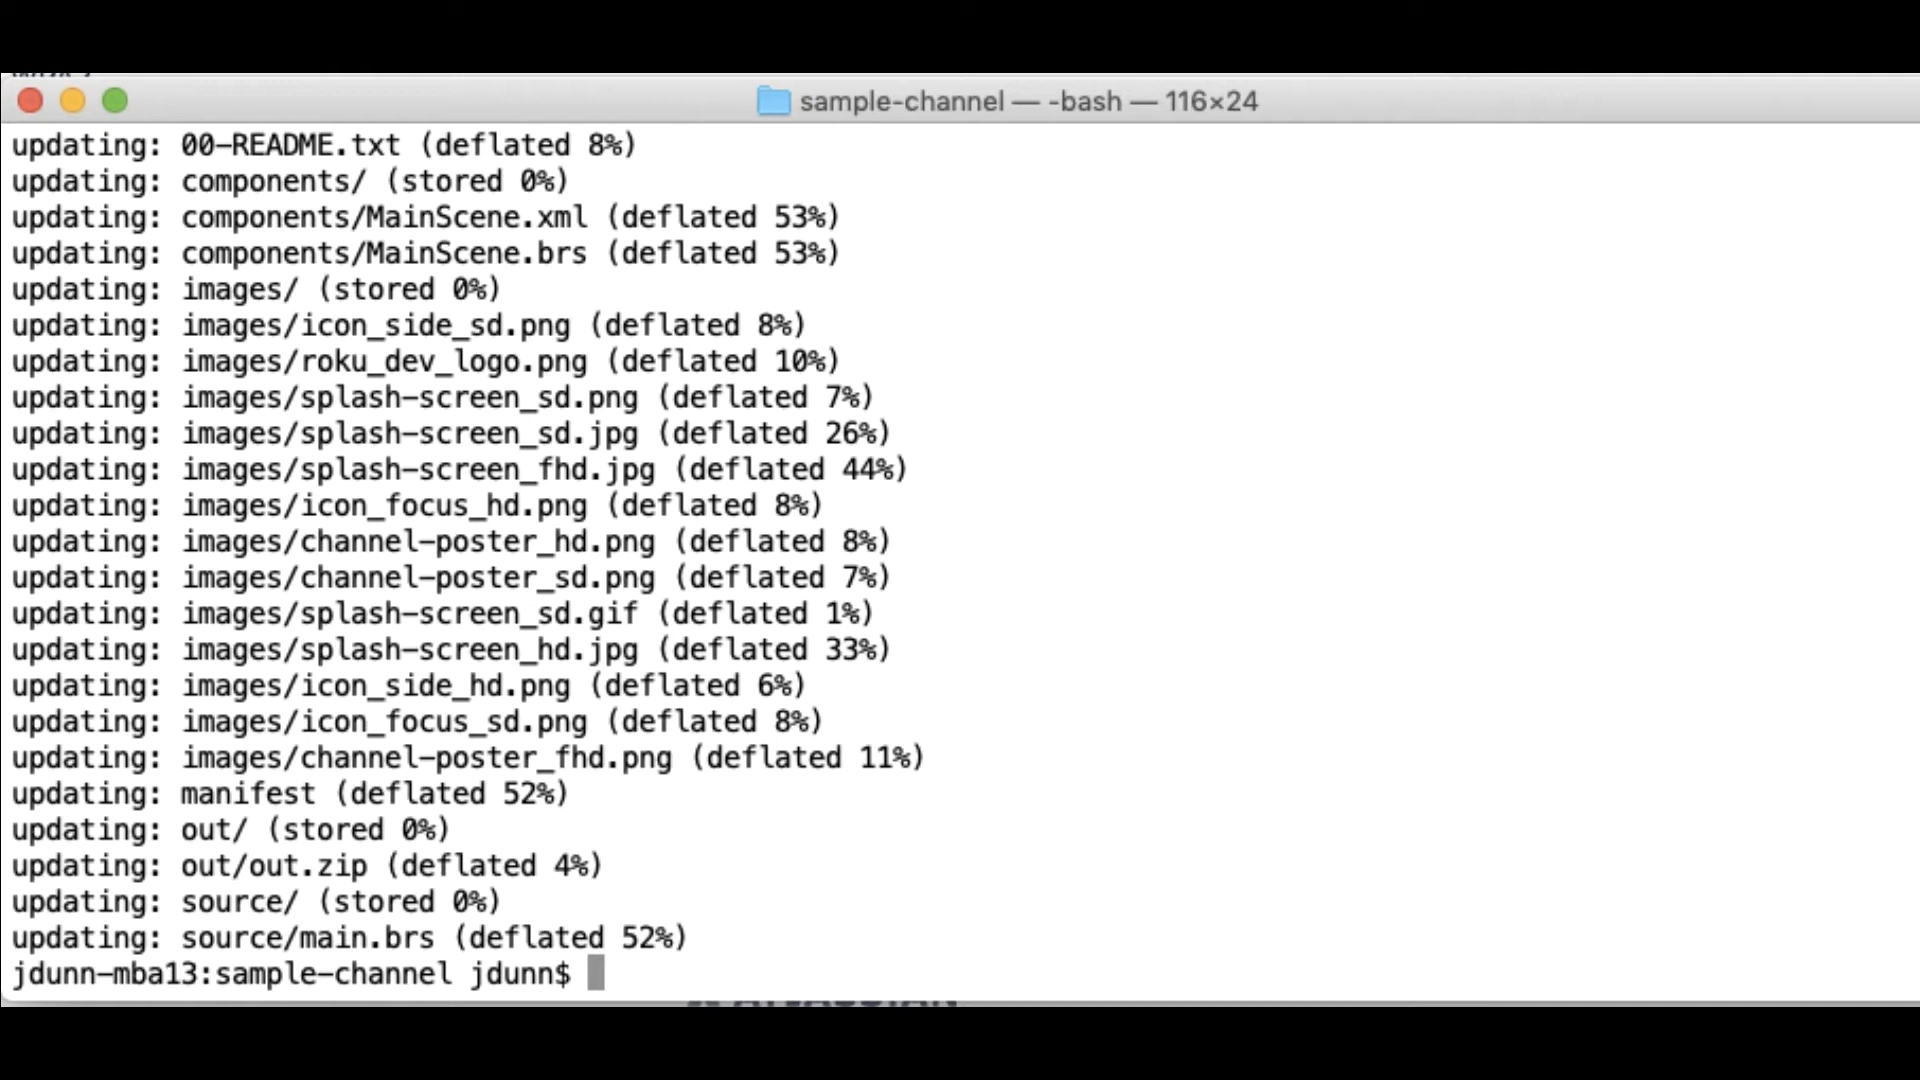 sample-channel — -bash — 116×24
updating: 00-README.txt (deflated 8%)
updating: components/ (stored 0%)
updating: components/MainScene.xml (deflated 53%)
updating: components/MainScene.brs (deflated 53%)
updating: images/ (stored 0%)
updating: images/icon_side_sd.png (deflated 8%)
updating: images/roku_dev_logo.png (deflated 10%)
updating: images/splash-screen_sd.png (deflated 7%)
updating: images/splash-screen_sd.jpg (deflated 26%)
updating: images/splash-screen_fhd.jpg (deflated 44%)
updating: images/icon_focus_hd.png (deflated 8%)
updating: images/channel-poster_hd.png (deflated 8%)
updating: images/channel-poster_sd.png (deflated 7%)
updating: images/splash-screen_sd.gif (deflated 1%)
updating: images/splash-screen_hd.jpg (deflated 33%)
updating: images/icon_side_hd.png (deflated 6%)
updating: images/icon_focus_sd.png (deflated 8%)
updating: images/channel-poster_fhd.png (deflated 11%)
updating: manifest (deflated 52%)
updating: out/ (stored 0%)
updating: out/out.zip (deflated 4%)
updating: source/ (stored 0%)
updating: source/main.brs (deflated 52%)
jdunn-mba13:sample-channel jdunn$